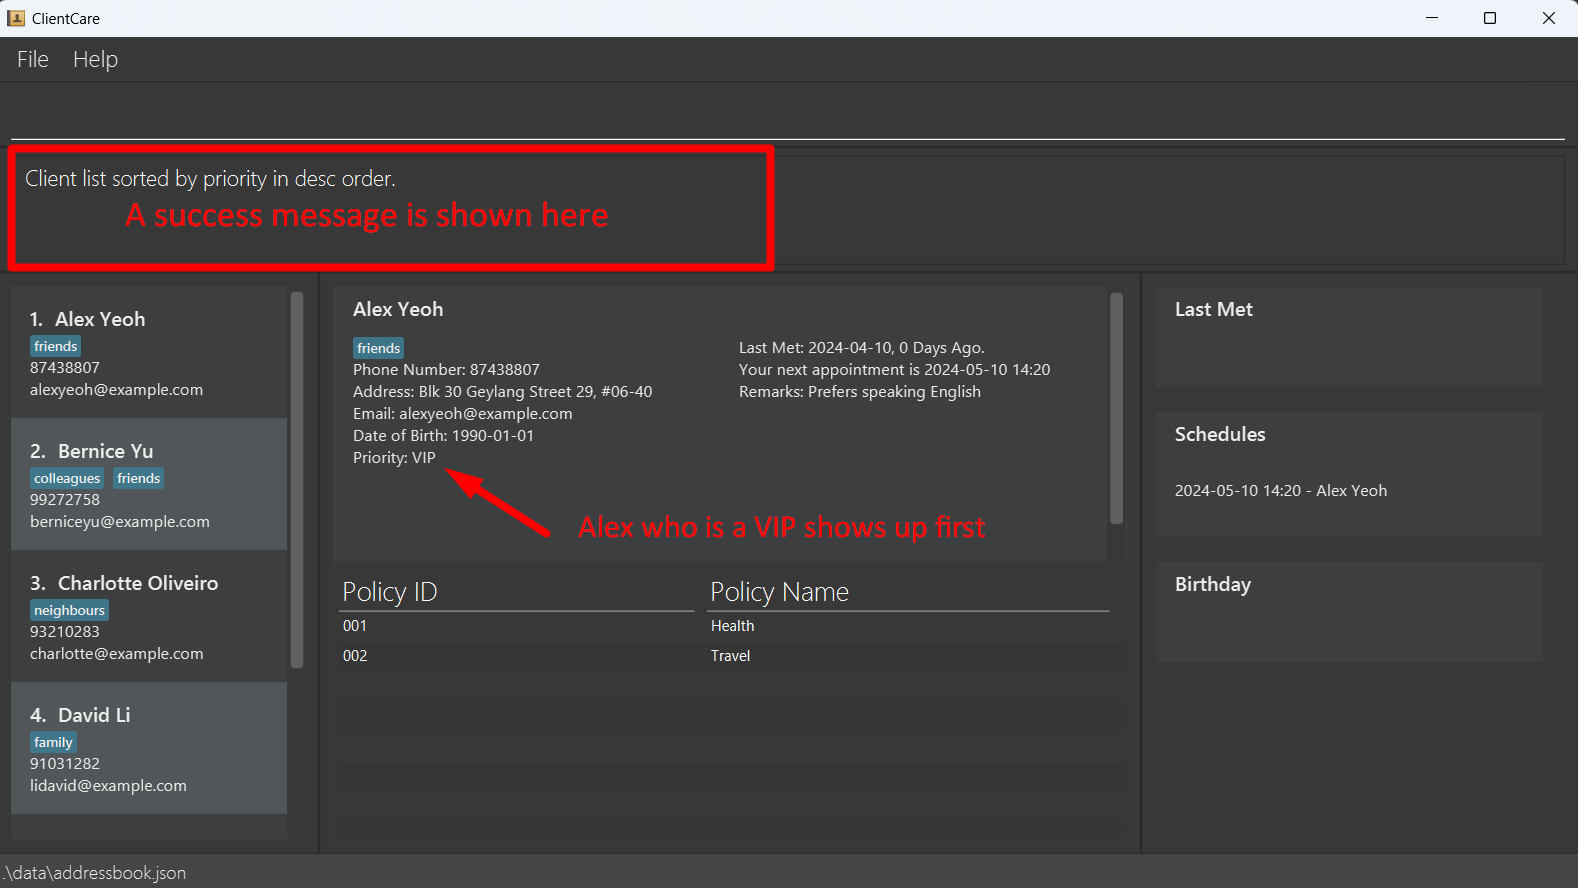 ClientCare
File Help
Client list sorted by priority in desc order.
A success message is shown here
1. Alex Yeoh
friends
87438807
alexyeoh@example.com
2. Bernice Yu
colleagues friends
99272758
berniceyu@example.com
3. Charlotte Oliveiro
neighbours
93210283
charlotte@example.com
4. David Li
family
91031282
lidavid@example.com
Alex Yeoh
friends
Phone Number: 87438807
Address: Blk 30 Geylang Street 29, #06-40
Email: alexyeoh@example.com
Date of Birth: 1990-01-01
Priority: VIP
Last Met: 2024-04-10, 0 Days Ago.
Your next appointment is 2024-05-10 14:20
Remarks: Prefers speaking English
Alex who is a VIP shows up first
Policy ID Policy Name
001 Health
002 Travel
Last Met
Schedules
2024-05-10 14:20 - Alex Yeoh
Birthday
.\data\addressbook.json